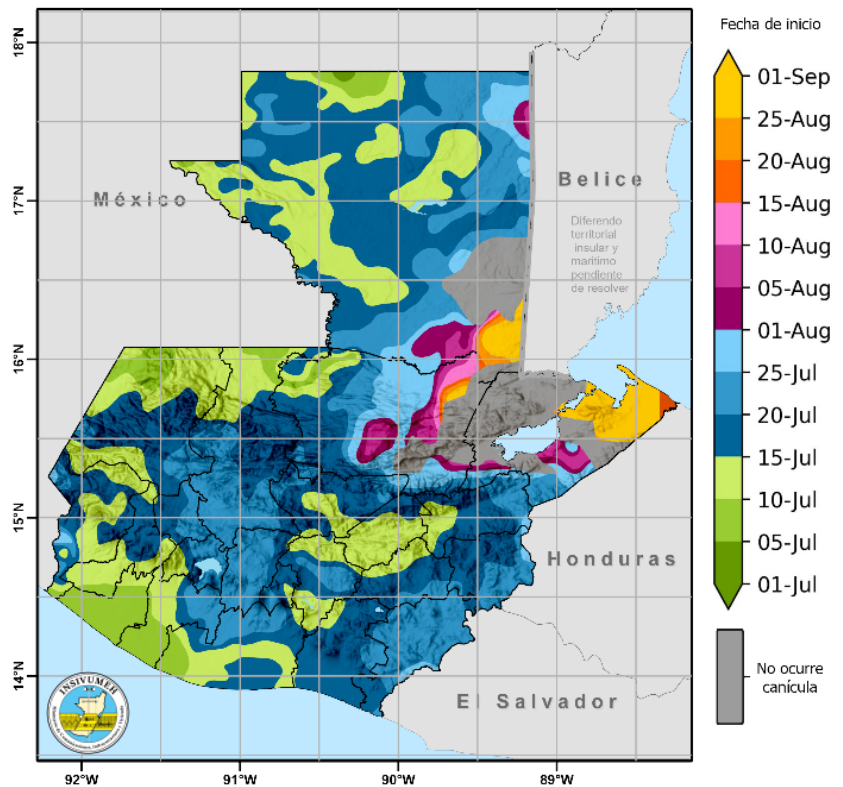 Fecha de inicio
18°N
17°N
16°N
15°N
14°N
92°W
91°W
90°W
89°W
México
Belice
Diferendo
territorial
insular y
marítimo
pendiente
de resolver
Honduras
El Salvador
INSIVUMEH
01-Sep
25-Aug
20-Aug
15-Aug
10-Aug
05-Aug
01-Aug
25-Jul
20-Jul
15-Jul
10-Jul
05-Jul
01-Jul
No ocurre
canícula